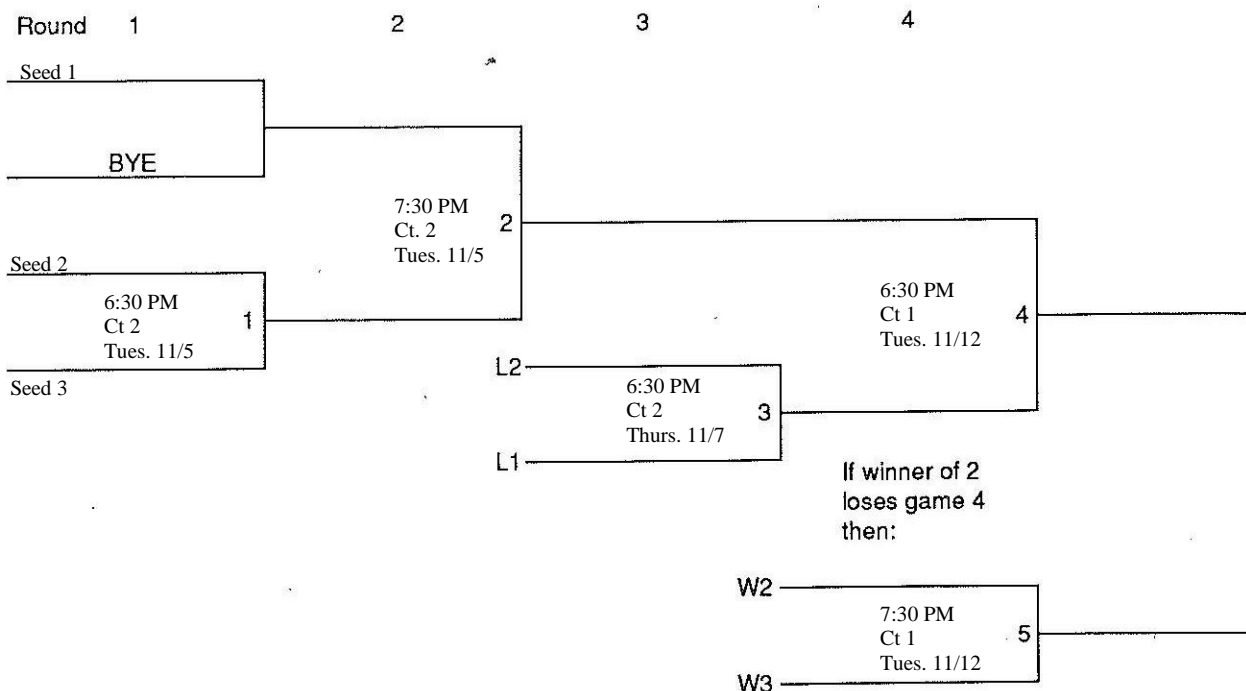 Round 1 2 3 4
Seed 1
BYE
7:30 PM
Ct. 2
Tues. 11/5
2
Seed 2
6:30 PM
Ct 2
Tues. 11/5
1
Seed 3
6:30 PM
Ct 1
Tues. 11/12
4
L2
6:30 PM
Ct 2
Thurs. 11/7
3
L1
If winner of 2
loses game 4
then:
W2
7:30 PM
Ct 1
Tues. 11/12
5
W3